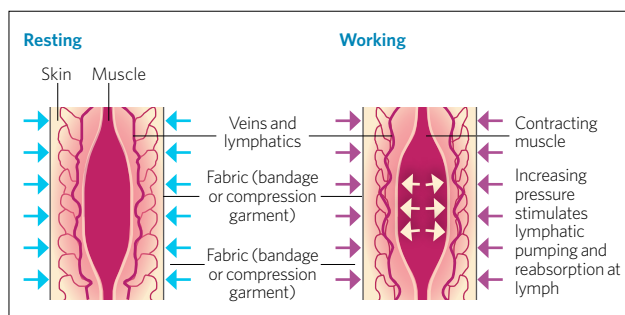 Resting
Working
Skin
Muscle
Veins and
lymphatics
Fabric (bandage
or compression
garment)
Fabric (bandage
or compression
garment)
Contracting
muscle
Increasing
pressure
stimulates
lymphatic
pumping and
reabsorption at
lymph